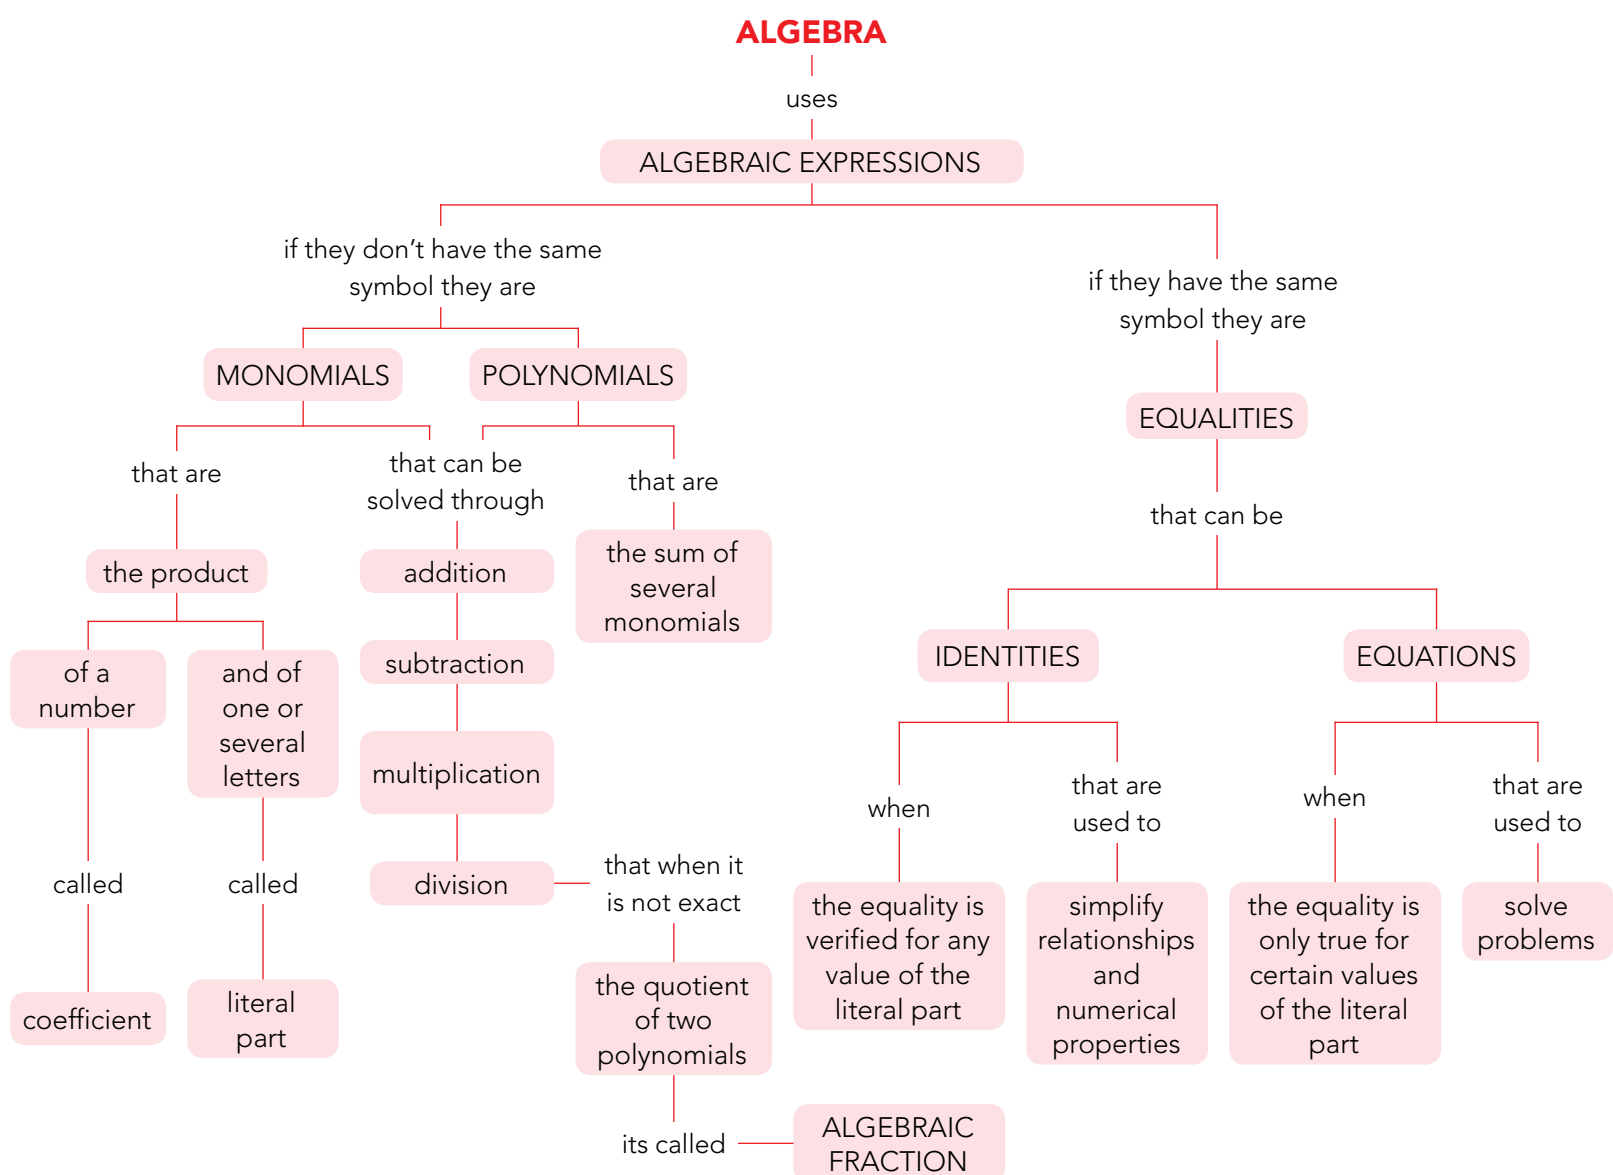 ALGEBRA
uses
ALGEBRAIC EXPRESSIONS
if they don't have the same
symbol they are
if they have the same
symbol they are
MONOMIALS
POLYNOMIALS
EQUALITIES
that are
that can be
solved through
that are
that can be
the product
addition
the sum of
several
monomials
of a
number
and of
one or
several
letters
subtraction
IDENTITIES
EQUATIONS
multiplication
when
that are
used to
when
that are
used to
called
called
division
that when it
is not exact
the equality is
verified for any
value of the
literal part
simplify
relationships
and
numerical
properties
the equality is
only true for
certain values
of the literal
part
solve
problems
coefficient
literal
part
the quotient
of two
polynomials
its called
ALGEBRAIC
FRACTION